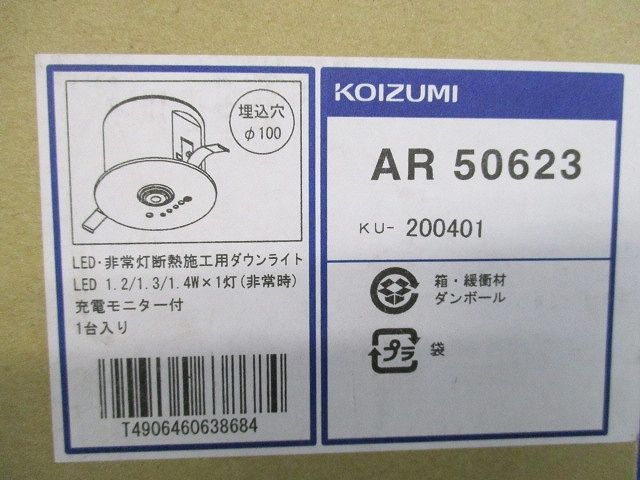 埋込穴
φ100
LED・非常灯断熱施工用ダウンライト
LED 1.2/1.3/1.4W×1灯(非常時)
充電モニター付
1台入り
T4906460638684
KOIZUMI
AR 50623
KU- 200401
箱・緩衝材
ダンボール
プラ
袋